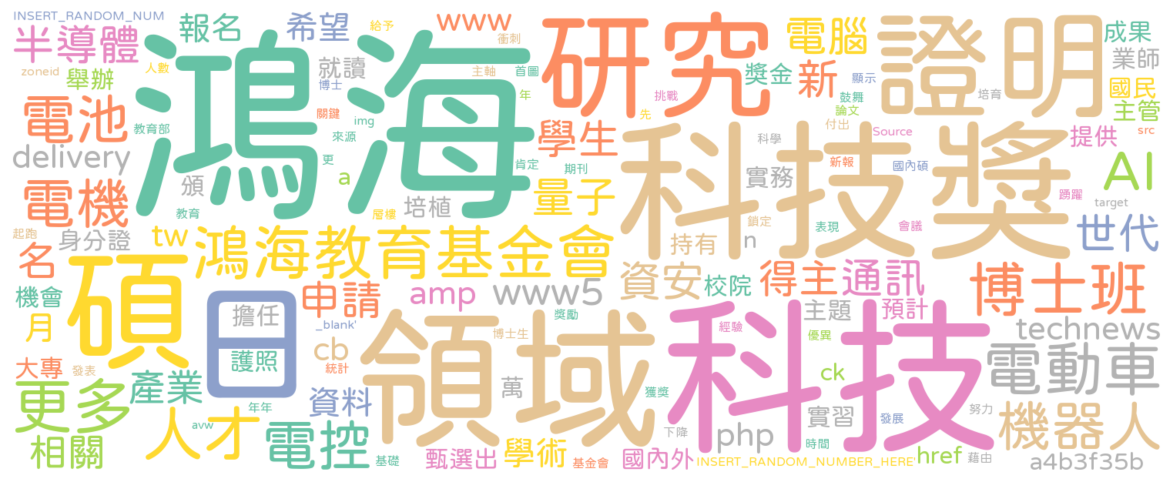 INSERT_RANDOM_NUM
半導體
報名
希望
給予
www
衝刺
研究
電腦
證明
成果
業師
zoneid
人數
舉辦
鴻海
就讀
博士
主軸
首圖
獎金
新
顯示
國民
電池
關鍵
img
年
挑戰
鼓舞
論文
培育
主管
教育部
來源
學生
先
付出
Source
src
提供
delivery
更
肯定
期刊
科技獎
科學
新報
國內碩
AI
電機
頒
a
培植
量子
實務
踴躍
target
教育
層樓
鎖定
表現
會議
世代
起跑
身分證
tw
鴻海教育基金會
持有
n
名
碩
日
擔任
申請
amp
www5
資安
校院
得主
通訊
博士班
機會
月
獎勵
主題
預計
technews
護照
_blank'
cb
領域
博士生
科技
經驗
優異
電動車
大專
發表
統計
產業
萬
ck
更多
人才
年年
資料
獲獎
實習
發展
努力
機器人
avw
電控
下降
php
時間
相關
基礎
甄選出
學術
基金會
國內外
INSERT_RANDOM_NUMBER_HERE'
href
藉由
a4b3f35b